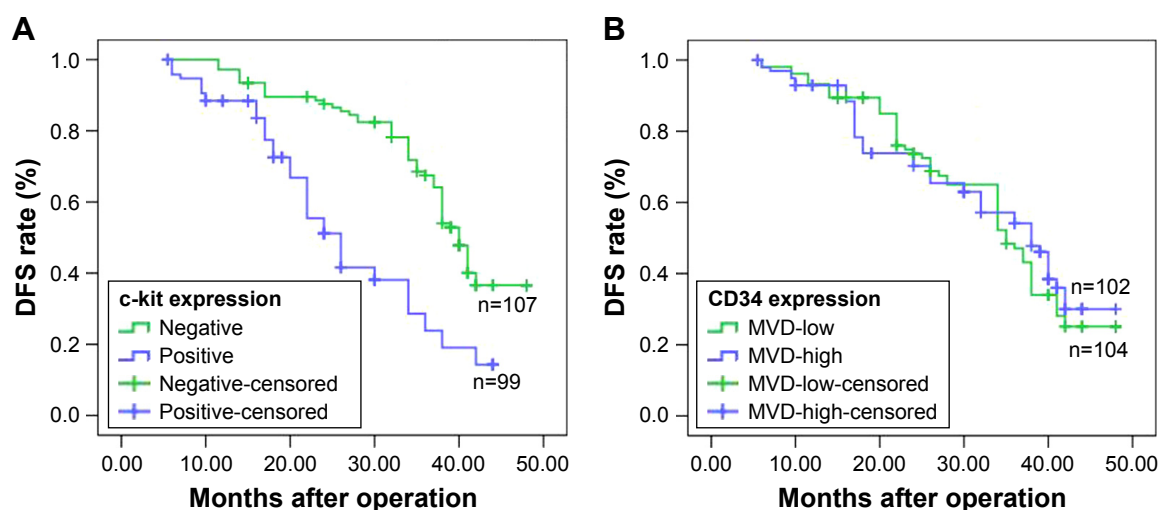 A
DFS rate (%)
1.0
0.8
0.6
0.4
0.2
0.0
c-kit expression
Negative
Positive
Negative-censored
Positive-censored
n=107
n=99
0.00 10.00 20.00 30.00 40.00 50.00
Months after operation
B
DFS rate (%)
1.0
0.8
0.6
0.4
0.2
0.0
CD34 expression
MVD-low
MVD-high
MVD-low-censored
MVD-high-censored
n=102
n=104
0.00 10.00 20.00 30.00 40.00 50.00
Months after operation